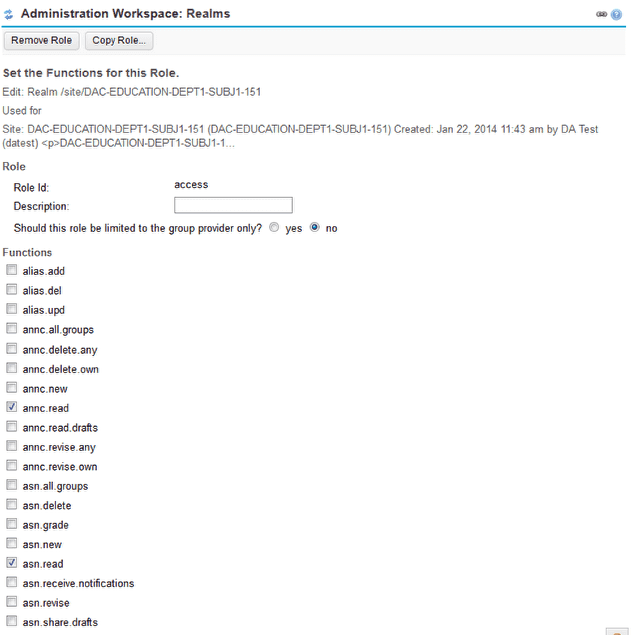 Administration Workspace: Realms
Remove Role
Copy Role...
Set the Functions for this Role.
Edit: Realm /site/DAC-EDUCATION-DEPT1-SUBJ1-151
Used for
Site: DAC-EDUCATION-DEPT1-SUBJ1-151 (DAC-EDUCATION-DEPT1-SUBJ1-151) Created: Jan 22, 2014 11:43 am by DA Test
(datest) <p>DAC-EDUCATION-DEPT1-SUBJ1-1...
Role
Role Id: access
Description:
Should this role be limited to the group provider only? yes no
Functions
alias.add
alias.del
alias.upd
annc.all.groups
annc.delete.any
annc.delete.own
annc.new
annc.read
annc.read.drafts
annc.revise.any
annc.revise.own
asn.all.groups
asn.delete
asn.grade
asn.new
asn.read
asn.receive.notifications
asn.revise
asn.share.drafts